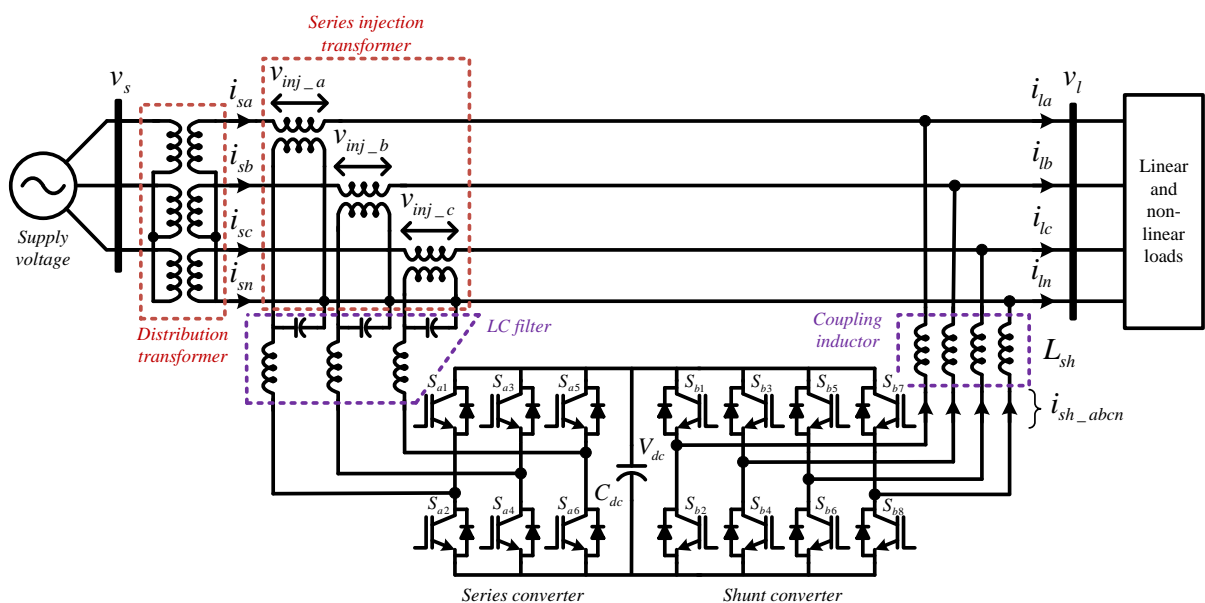 Series injection
transformer
v_s
i_sa
v_inj_a
i_la
v_l
i_sb
v_inj_b
i_lb
Linear
and
non-
linear
loads
i_sc
v_inj_c
i_lc
Supply
voltage
i_sn
i_ln
Distribution
transformer
LC filter
Coupling
inductor
L_sh
S_a1
S_a3
S_a5
S_b1
S_b3
S_b5
S_b7
i_sh_abcn
V_dc
C_dc
S_a2
S_a4
S_a6
S_b2
S_b4
S_b6
S_b8
Series converter
Shunt converter